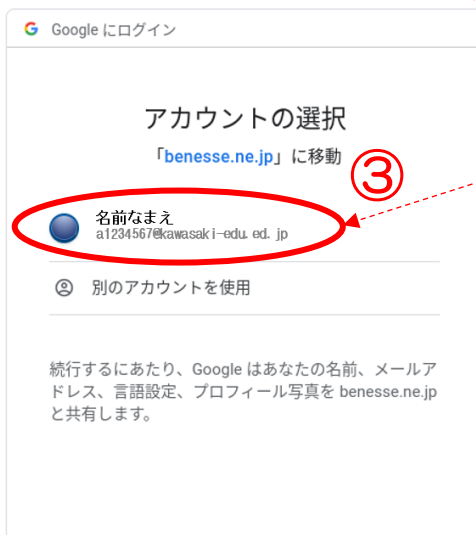 Google にログイン
アカウントの選択
「benesse.ne.jp」に移動
③
名前なまえ
a1234567@kawasaki-edu.ed.jp
別のアカウントを使用
続行するにあたり、Google はあなたの名前、メールア
ドレス、言語設定、プロフィール写真を benesse.ne.jp
と共有します。